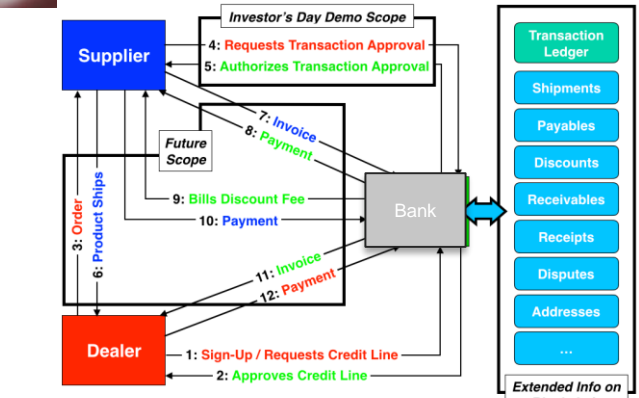 Investor's Day Demo Scope
Supplier
4: Requests Transaction Approval
5: Authorizes Transaction Approval
7: Invoice
8: Payment
Future
Scope
9: Bills Discount Fee
10: Payment
3: Order
6: Product Ships
Bank
11: Invoice
12: Payment
Dealer
1: Sign-Up / Requests Credit Line
2: Approves Credit Line
Transaction
Ledger
Shipments
Payables
Discounts
Receivables
Receipts
Disputes
Addresses
...
Extended Info on